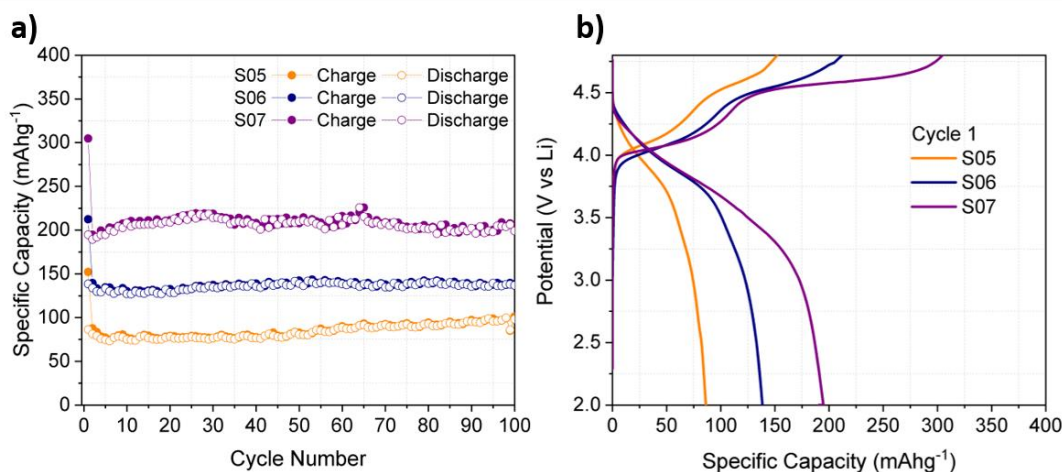 a)
Specific Capacity (mAhg-1)
400
350
300
250
200
150
100
50
0
S05 Charge Discharge
S06 Charge Discharge
S07 Charge Discharge
0 10 20 30 40 50 60 70 80 90 100
Cycle Number
b)
Potential (V vs Li)
4.5
4.0
3.5
3.0
2.5
2.0
Cycle 1
S05
S06
S07
0 50 100 150 200 250 300 350 400
Specific Capacity (mAhg-1)